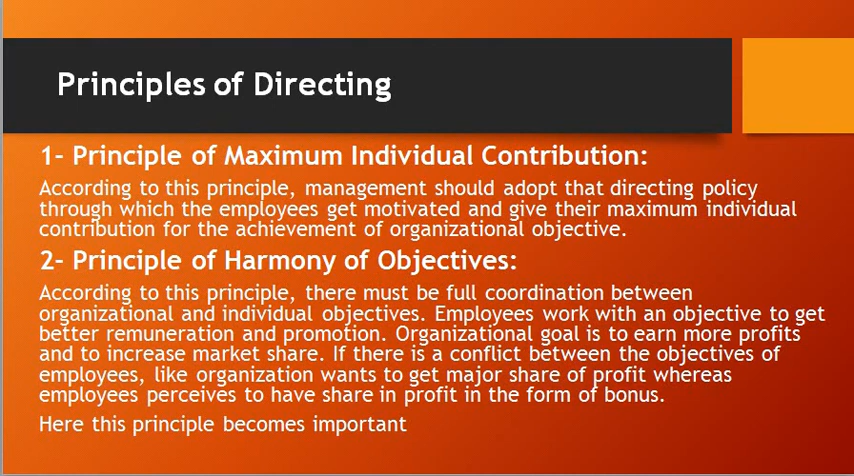 Principles of Directing
1- Principle of Maximum Individual Contribution:
According to this principle, management should adopt that directing policy
through which the employees get motivated and give their maximum individual
contribution for the achievement of organizational objective.
2- Principle of Harmony of Objectives:
According to this principle, there must be full coordination between
organizational and individual objectives. Employees work with an objective to get
better remuneration and promotion. Organizational goal is to earn more profits
and to increase market share. If there is a conflict between the objectives of
employees, like organization wants to get major share of profit whereas
employees perceives to have share in profit in the form of bonus.
Here this principle becomes important